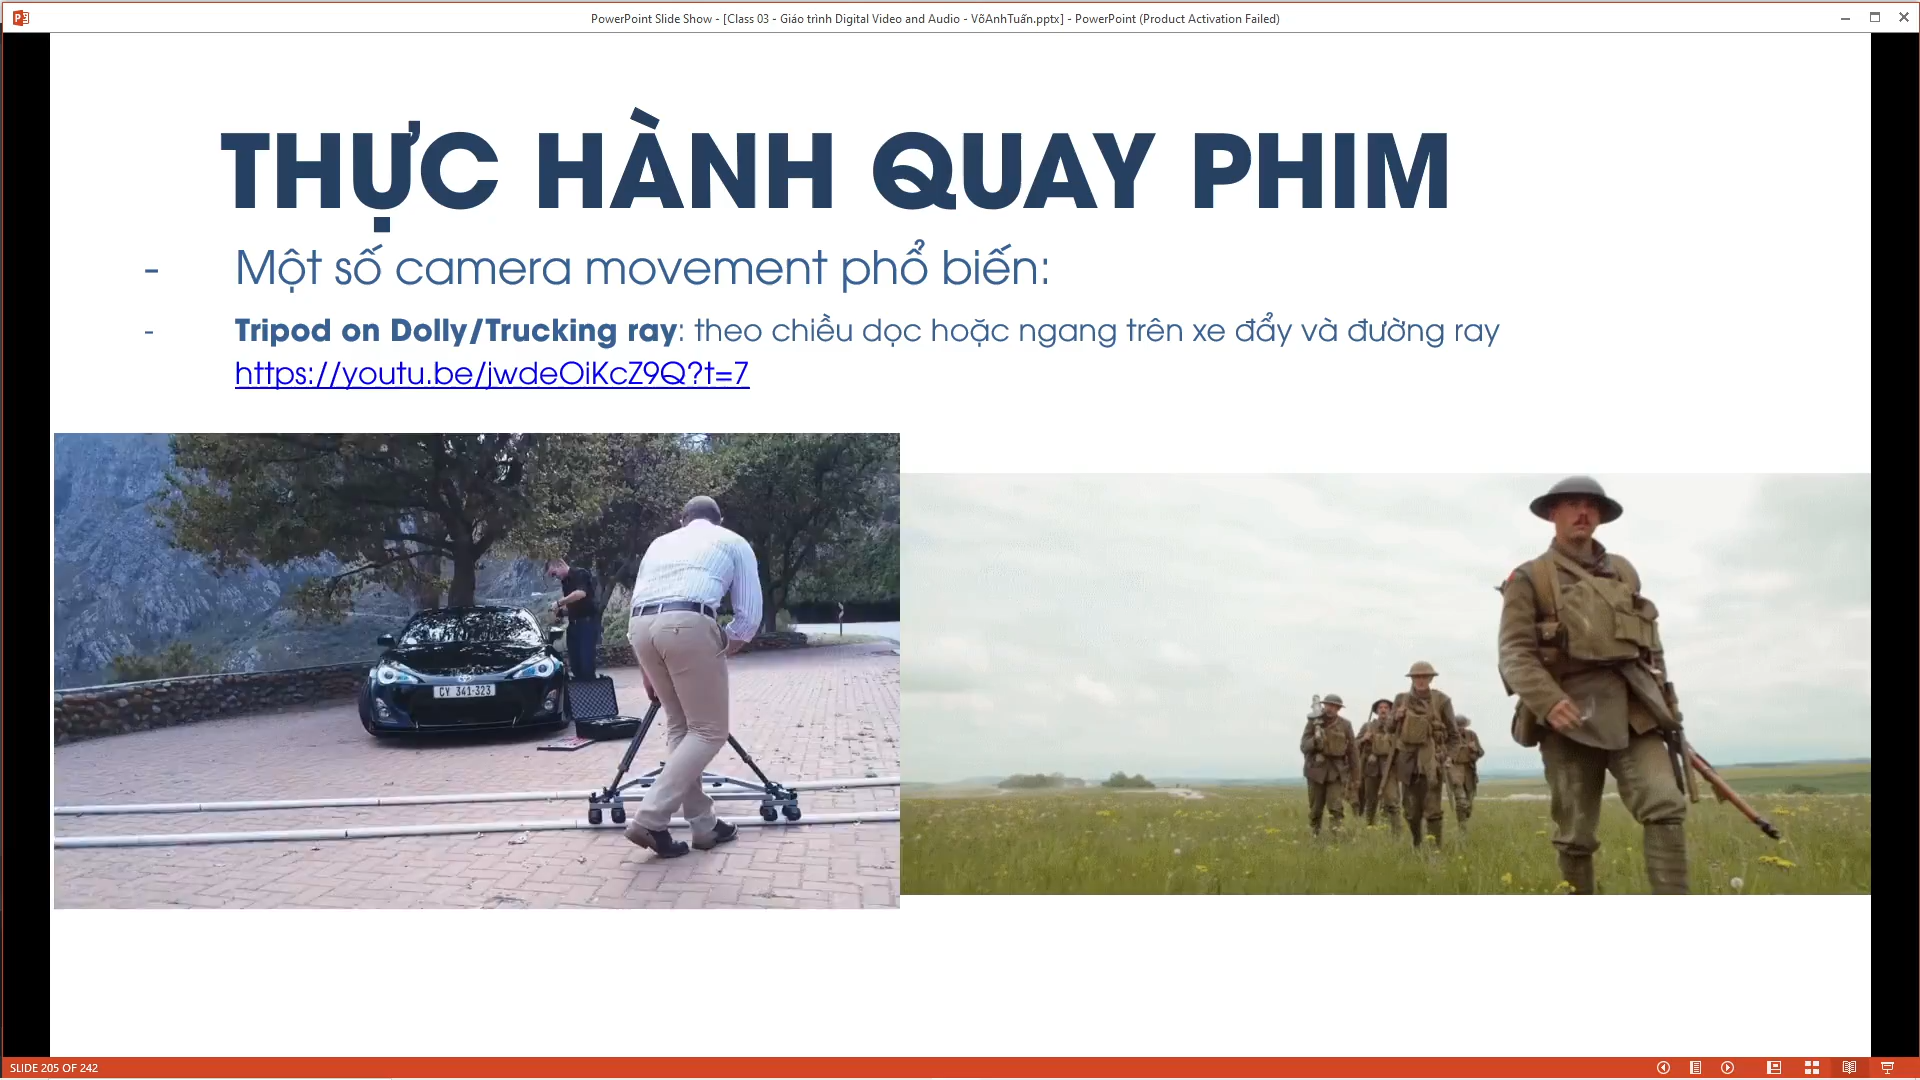 PowerPoint Slide Show - [Class 03 - Giáo trình Digital Video and Audio - VõAnhTuấn.pptx] - PowerPoint (Product Activation Failed)
THỰC HÀNH QUAY PHIM
- Một số camera movement phổ biến:
- Tripod on Dolly/Trucking ray: theo chiều dọc hoặc ngang trên xe đẩy và đường ray
https://youtu.be/jwdeOiKcZ9Q?t=7
CY 341-323
SLIDE 205 OF 242